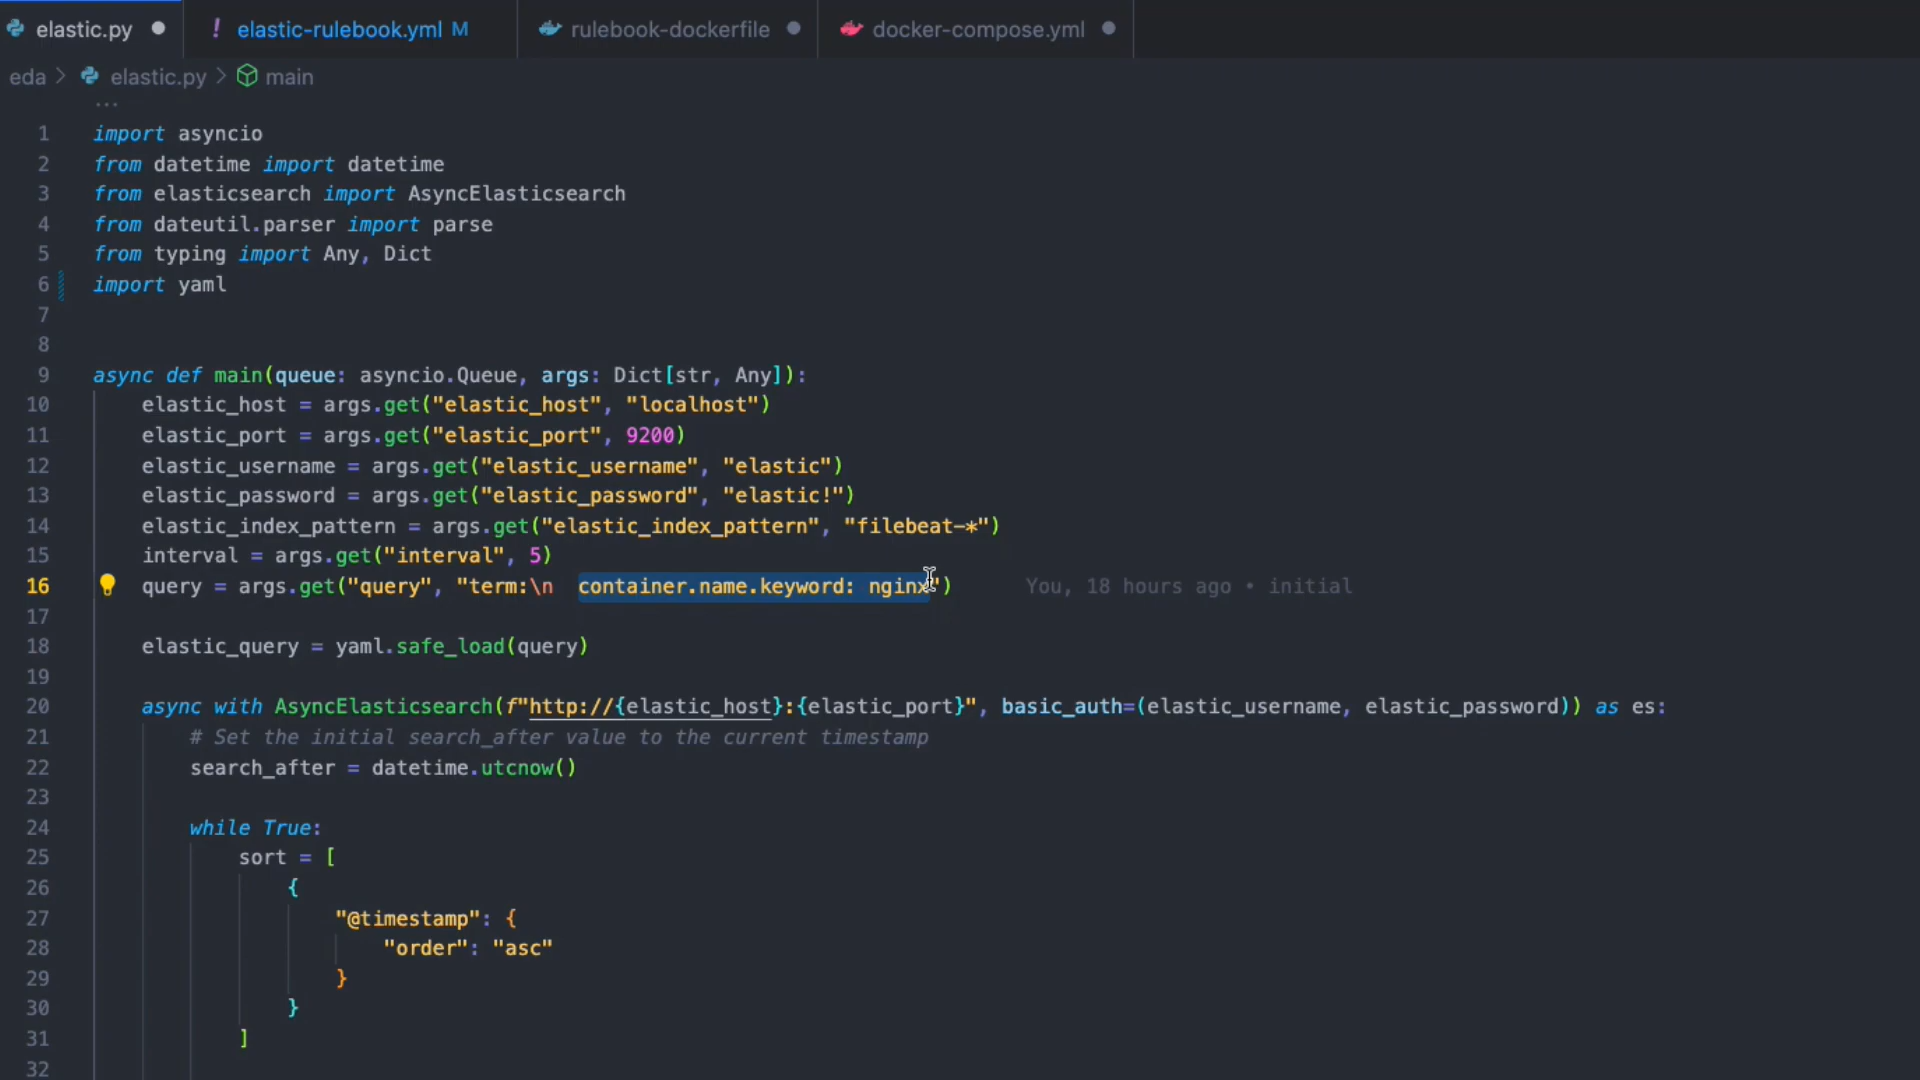 elastic.py ● ! elastic-rulebook.yml M rulebook-dockerfile ● docker-compose.yml ●
eda > elastic.py > main
...
1 import asyncio
2 from datetime import datetime
3 from elasticsearch import AsyncElasticsearch
4 from dateutil.parser import parse
5 from typing import Any, Dict
6 import yaml
7
8
9 async def main(queue: asyncio.Queue, args: Dict[str, Any]):
10 elastic_host = args.get("elastic_host", "localhost")
11 elastic_port = args.get("elastic_port", 9200)
12 elastic_username = args.get("elastic_username", "elastic")
13 elastic_password = args.get("elastic_password", "elastic!")
14 elastic_index_pattern = args.get("elastic_index_pattern", "filebeat-*")
15 interval = args.get("interval", 5)
16 query = args.get("query", "term:\n  container.name.keyword: nginx") You, 18 hours ago • initial
17
18 elastic_query = yaml.safe_load(query)
19
20 async with AsyncElasticsearch(f"http://{elastic_host}:{elastic_port}", basic_auth=(elastic_username, elastic_password)) as es:
21 # Set the initial search_after value to the current timestamp
22 search_after = datetime.utcnow()
23
24 while True:
25 sort = [
26 {
27 "@timestamp": {
28 "order": "asc"
29 }
30 }
31 ]
32